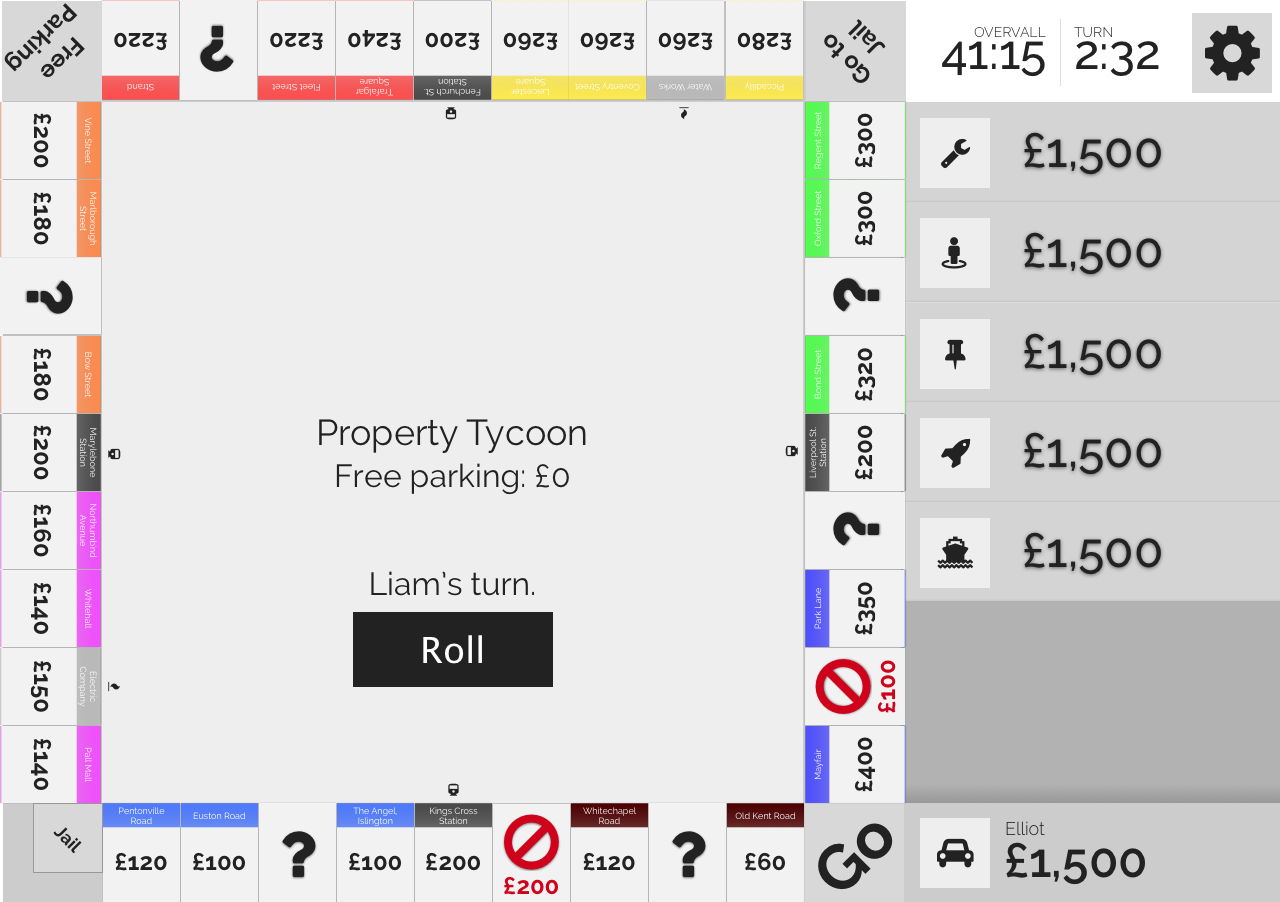 Free
Parking
£220
Strand
?
£220
Fleet Street
£240
Trafalgar
Square
£200
Fenchurch St.
Station
£260
Leicester
Square
£260
Coventry Street
£260
Water Works
£280
Piccadilly
Go to
Jail
OVERVALL
41:15
TURN
2:32
£200
Vine Street
£180
Marlborough
Street
?
£180
Bow Street
£200
Marylebone
Station
£160
Northumbnd
Avenue
£140
Whitehall
£150
Electric
Company
£140
Pall Mall
Regent Street
£300
Oxford Street
£300
?
Bond Street
£320
Liverpool St.
Station
£200
?
Park Lane
£350
£100
Mayfair
£400
Property Tycoon
Free parking: £0
Liam's turn.
Roll
£1,500
£1,500
£1,500
£1,500
£1,500
Jail
Pentonville
Road
£120
Euston Road
£100
?
The Angel,
Islington
£100
Kings Cross
Station
£200
£200
Whitechapel
Road
£120
?
Old Kent Road
£60
Go
Elliot
£1,500